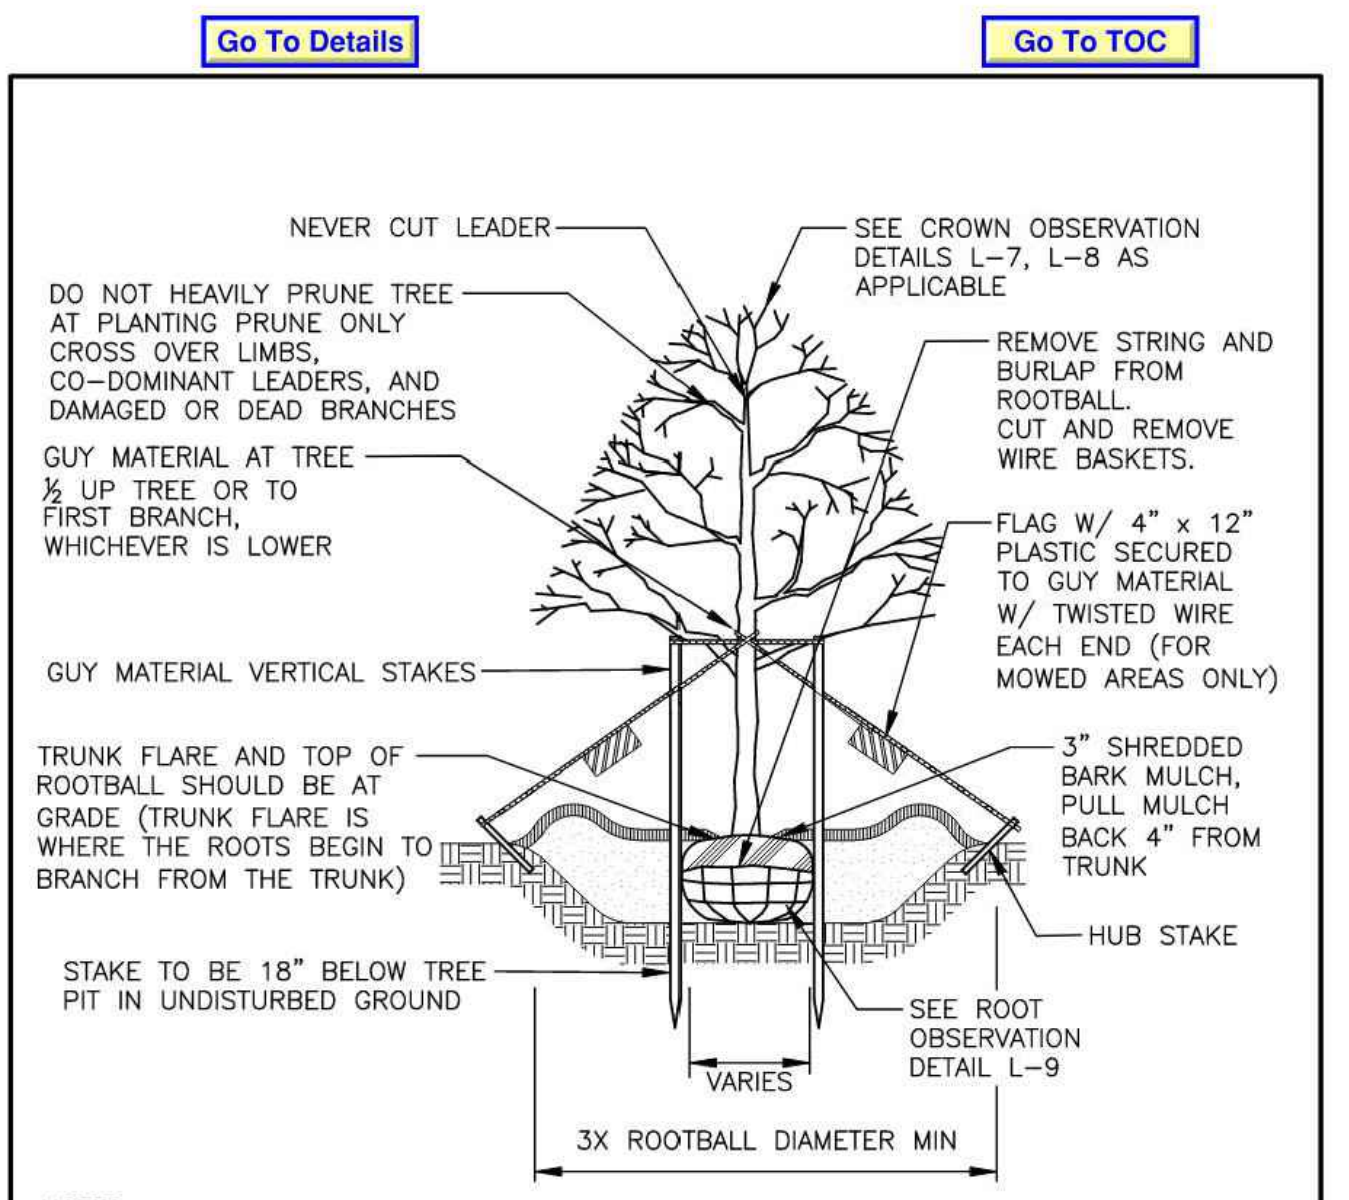 Go To Details
Go To TOC
NEVER CUT LEADER
SEE CROWN OBSERVATION
DETAILS L-7, L-8 AS
APPLICABLE
DO NOT HEAVILY PRUNE TREE
AT PLANTING PRUNE ONLY
CROSS OVER LIMBS,
CO-DOMINANT LEADERS, AND
DAMAGED OR DEAD BRANCHES
REMOVE STRING AND
BURLAP FROM
ROOTBALL.
CUT AND REMOVE
WIRE BASKETS.
GUY MATERIAL AT TREE
½ UP TREE OR TO
FIRST BRANCH,
WHICHEVER IS LOWER
FLAG W/ 4" x 12"
PLASTIC SECURED
TO GUY MATERIAL
W/ TWISTED WIRE
EACH END (FOR
MOWED AREAS ONLY)
GUY MATERIAL VERTICAL STAKES
TRUNK FLARE AND TOP OF
ROOTBALL SHOULD BE AT
GRADE (TRUNK FLARE IS
WHERE THE ROOTS BEGIN TO
BRANCH FROM THE TRUNK)
3" SHREDDED
BARK MULCH,
PULL MULCH
BACK 4" FROM
TRUNK
HUB STAKE
STAKE TO BE 18" BELOW TREE
PIT IN UNDISTURBED GROUND
SEE ROOT
OBSERVATION
DETAIL L-9
VARIES
3X ROOTBALL DIAMETER MIN